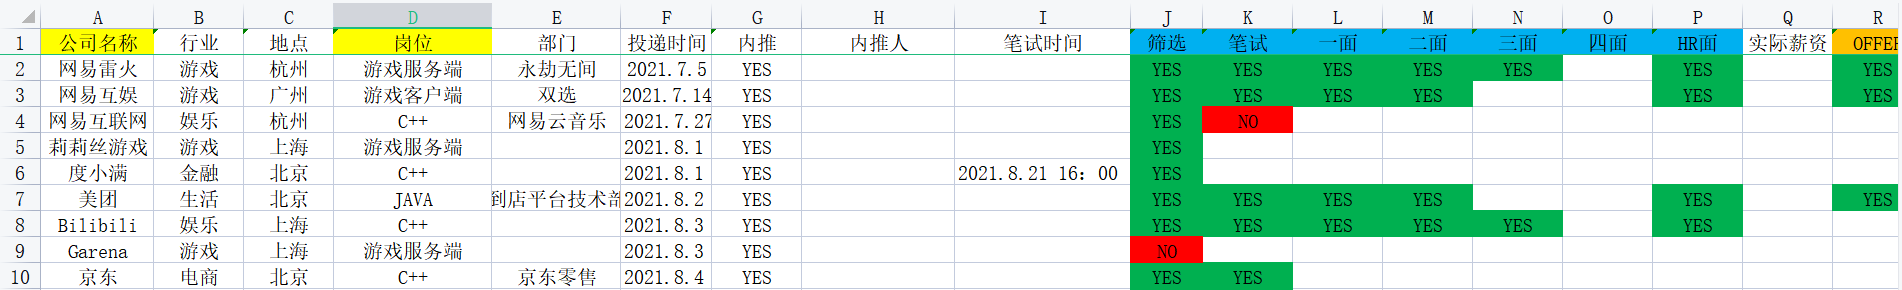 A B C D E F G H I J K L M N O P Q R
1 公司名称 行业 地点 岗位 部门 投递时间 内推 内推人 笔试时间 筛选 笔试 一面 二面 三面 四面 HR面 实际薪资 OFFER
2 网易雷火 游戏 杭州 游戏服务端 永劫无间 2021.7.5 YES YES YES YES YES YES YES YES
3 网易互娱 游戏 广州 游戏客户端 双选 2021.7.14 YES YES YES YES YES YES YES
4 网易互联网 娱乐 杭州 C++ 网易云音乐 2021.7.27 YES YES NO
5 莉莉丝游戏 游戏 上海 游戏服务端 2021.8.1 YES YES
6 度小满 金融 北京 C++ 2021.8.1 YES 2021.8.21 16：00 YES
7 美团 生活 北京 JAVA 到店平台技术部 2021.8.2 YES YES YES YES YES YES YES
8 Bilibili 娱乐 上海 C++ 2021.8.3 YES YES YES YES YES YES YES
9 Garena 游戏 上海 游戏服务端 2021.8.3 YES NO
10 京东 电商 北京 C++ 京东零售 2021.8.4 YES YES YES